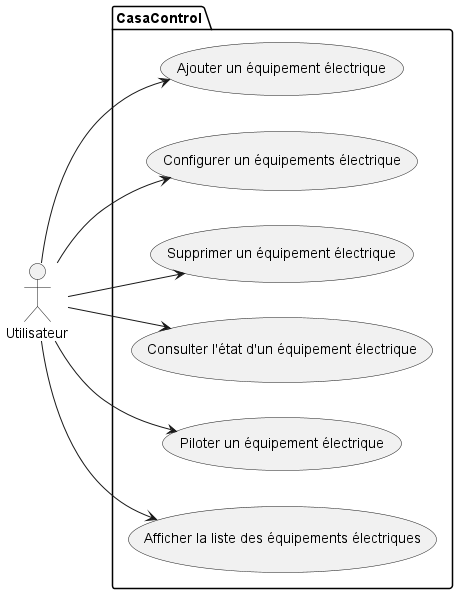 CasaControl
Ajouter un équipement électrique
Configurer un équipements électrique
Supprimer un équipement électrique
Utilisateur
Consulter l'état d'un équipement électrique
Piloter un équipement électrique
Afficher la liste des équipements électriques